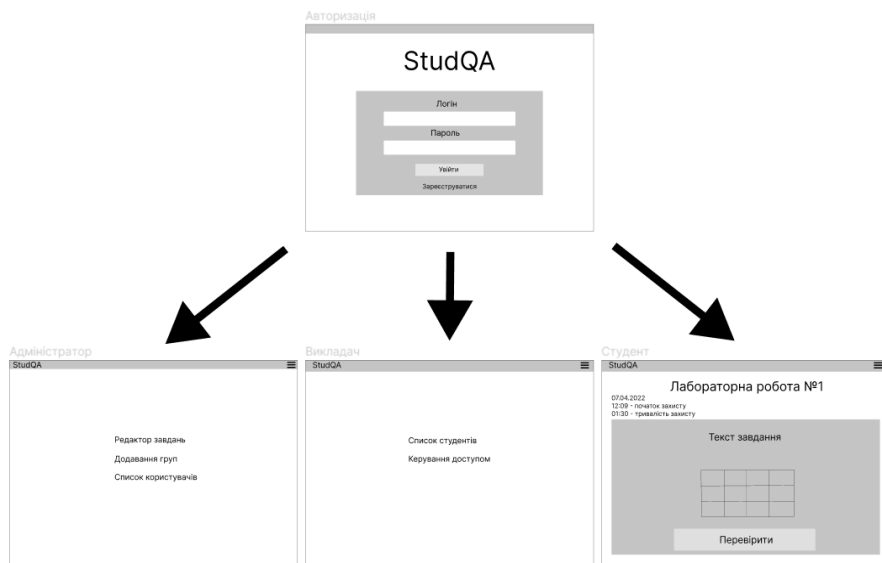 Авторизація
StudQA
Логін
Пароль
Увійти
Зареєструватися
Адміністратор
StudQA
Редактор завдань
Додавання груп
Список користувачів
Викладач
StudQA
Список студентів
Керування доступом
Студент
StudQA
Лабораторна робота №1
07.04.2022
12:09 - початок захисту
01:30 - тривалість захисту
Текст завдання
Перевірити